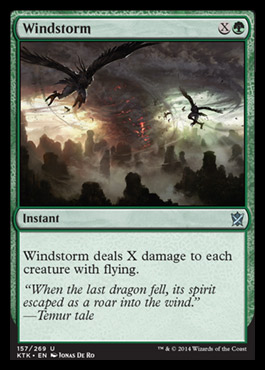 Windstorm
X
Instant
Windstorm deals X damage to each
creature with flying.
“When the last dragon fell, its spirit
escaped as a roar into the wind.”
—Temur tale
157/269 U
KTK • EN Jonas De Ro
™ & © 2014 Wizards of the Coast